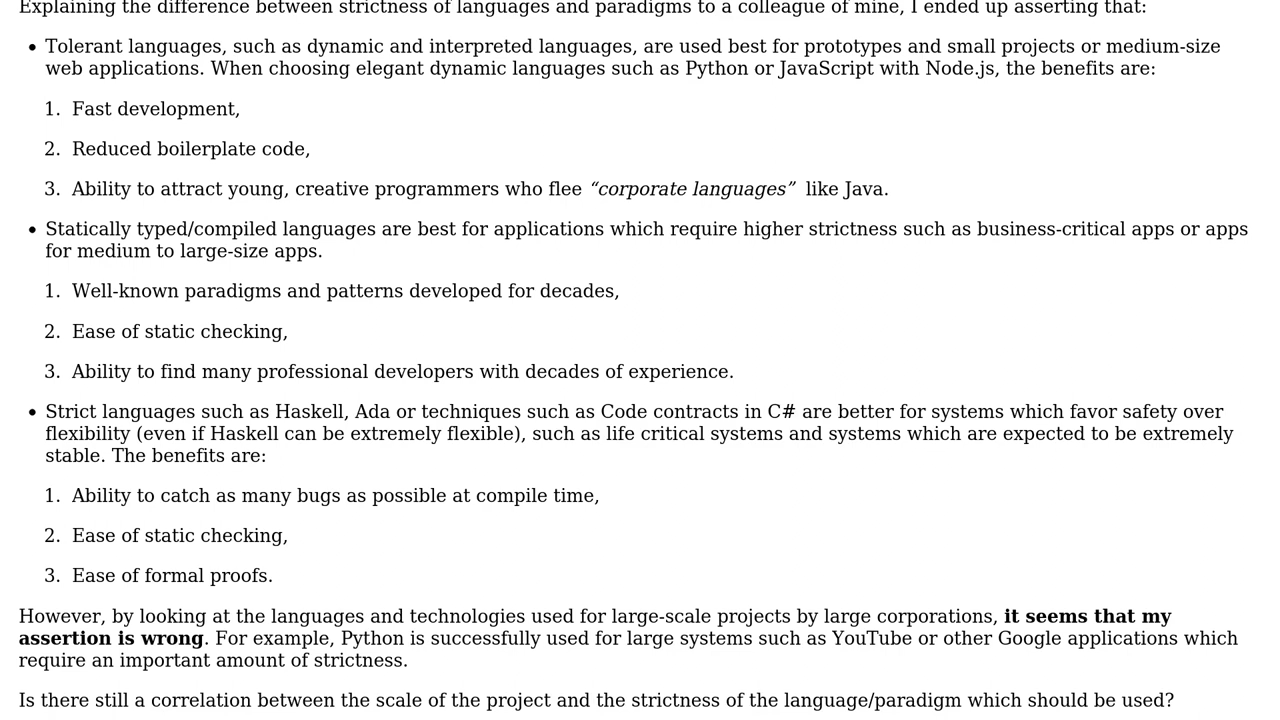 Explaining the difference between strictness of languages and paradigms to a colleague of mine, I ended up asserting that:
• Tolerant languages, such as dynamic and interpreted languages, are used best for prototypes and small projects or medium-size
web applications. When choosing elegant dynamic languages such as Python or JavaScript with Node.js, the benefits are:
1. Fast development,
2. Reduced boilerplate code,
3. Ability to attract young, creative programmers who flee “corporate languages” like Java.
• Statically typed/compiled languages are best for applications which require higher strictness such as business-critical apps or apps
for medium to large-size apps.
1. Well-known paradigms and patterns developed for decades,
2. Ease of static checking,
3. Ability to find many professional developers with decades of experience.
• Strict languages such as Haskell, Ada or techniques such as Code contracts in C# are better for systems which favor safety over
flexibility (even if Haskell can be extremely flexible), such as life critical systems and systems which are expected to be extremely
stable. The benefits are:
1. Ability to catch as many bugs as possible at compile time,
2. Ease of static checking,
3. Ease of formal proofs.
However, by looking at the languages and technologies used for large-scale projects by large corporations, it seems that my
assertion is wrong. For example, Python is successfully used for large systems such as YouTube or other Google applications which
require an important amount of strictness.
Is there still a correlation between the scale of the project and the strictness of the language/paradigm which should be used?